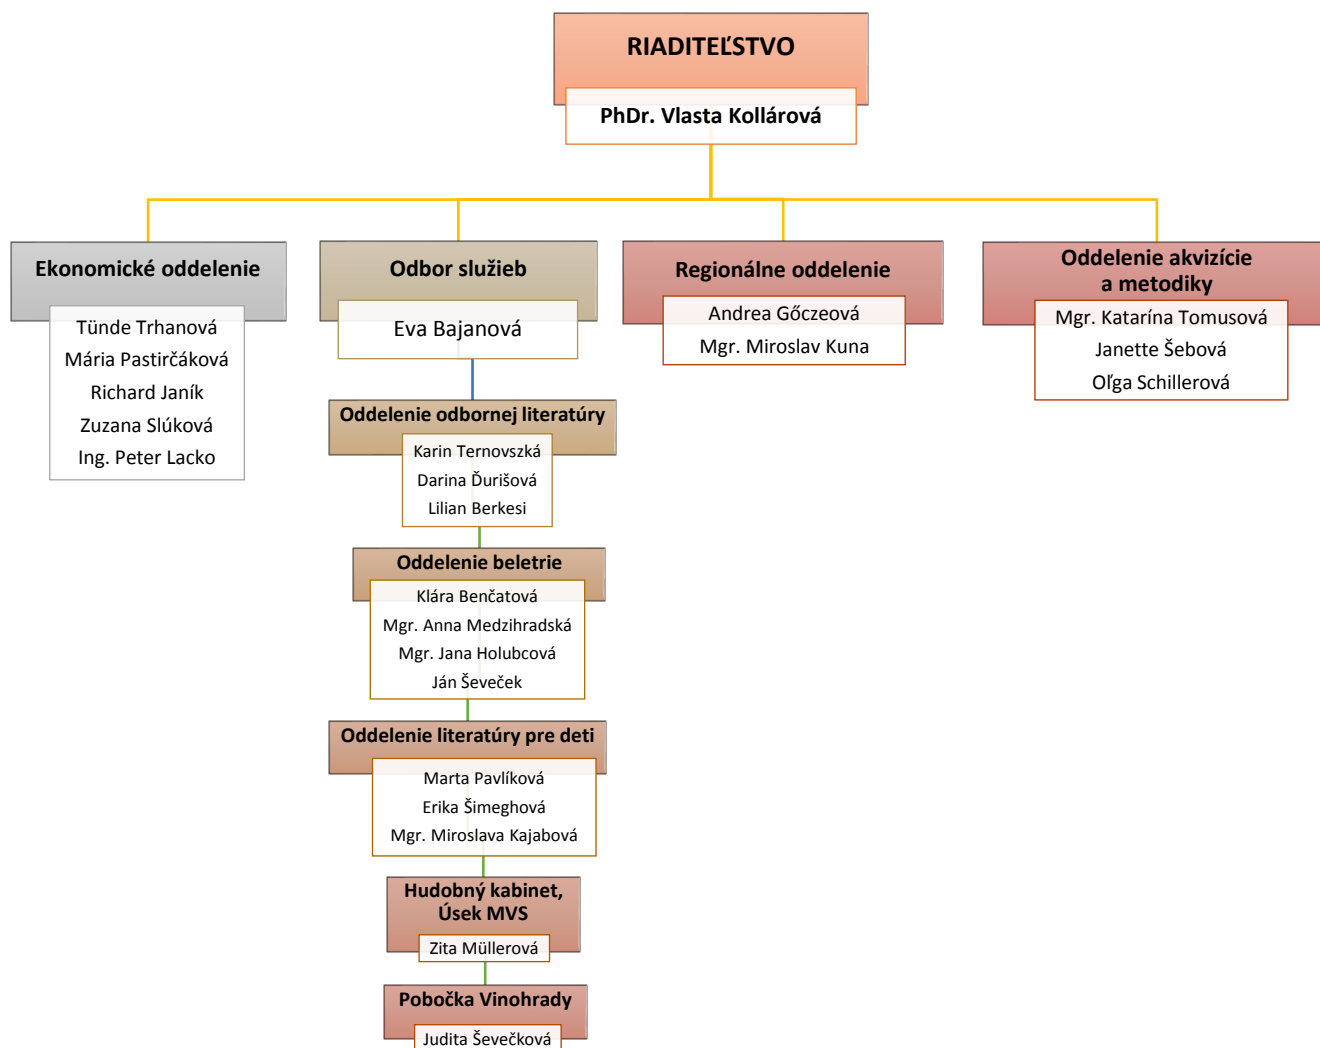 RIADITEĽSTVO
PhDr. Vlasta Kollárová
Ekonomické oddelenie
Tünde Trhanová
Mária Pastirčáková
Richard Janík
Zuzana Slúková
Ing. Peter Lacko
Odbor služieb
Eva Bajanová
Oddelenie odbornej literatúry
Karin Ternovszká
Darina Ďurišová
Lilian Berkesi
Oddelenie beletrie
Klára Benčatová
Mgr. Anna Medzihradská
Mgr. Jana Holubcová
Ján Ševeček
Oddelenie literatúry pre deti
Marta Pavlíková
Erika Šimeghová
Mgr. Miroslava Kajabová
Hudobný kabinet,
Úsek MVS
Zita Müllerová
Pobočka Vinohrady
Judita Ševečková
Regionálne oddelenie
Andrea Gőczeová
Mgr. Miroslav Kuna
Oddelenie akvizície
a metodiky
Mgr. Katarína Tomusová
Janette Šebová
Oľga Schillerová